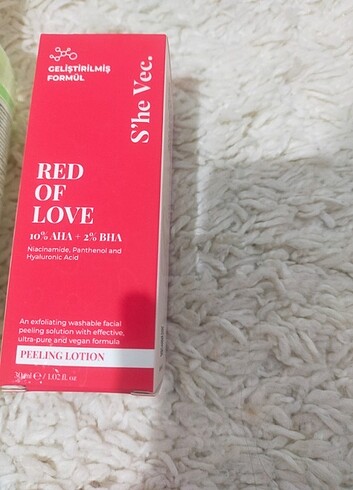 GELİŞTİRİLMİŞ
FORMÜL
S'he Vec.
RED
OF
LOVE
10% AHA + 2% BHA
Niacinamide, Panthenol and
Hyaluronic Acid
An exfoliating washable facial
peeling solution with effective,
ultra-pure and vegan formula
PEELING LOTION
30 ml ℮ / 1.02 fl. oz